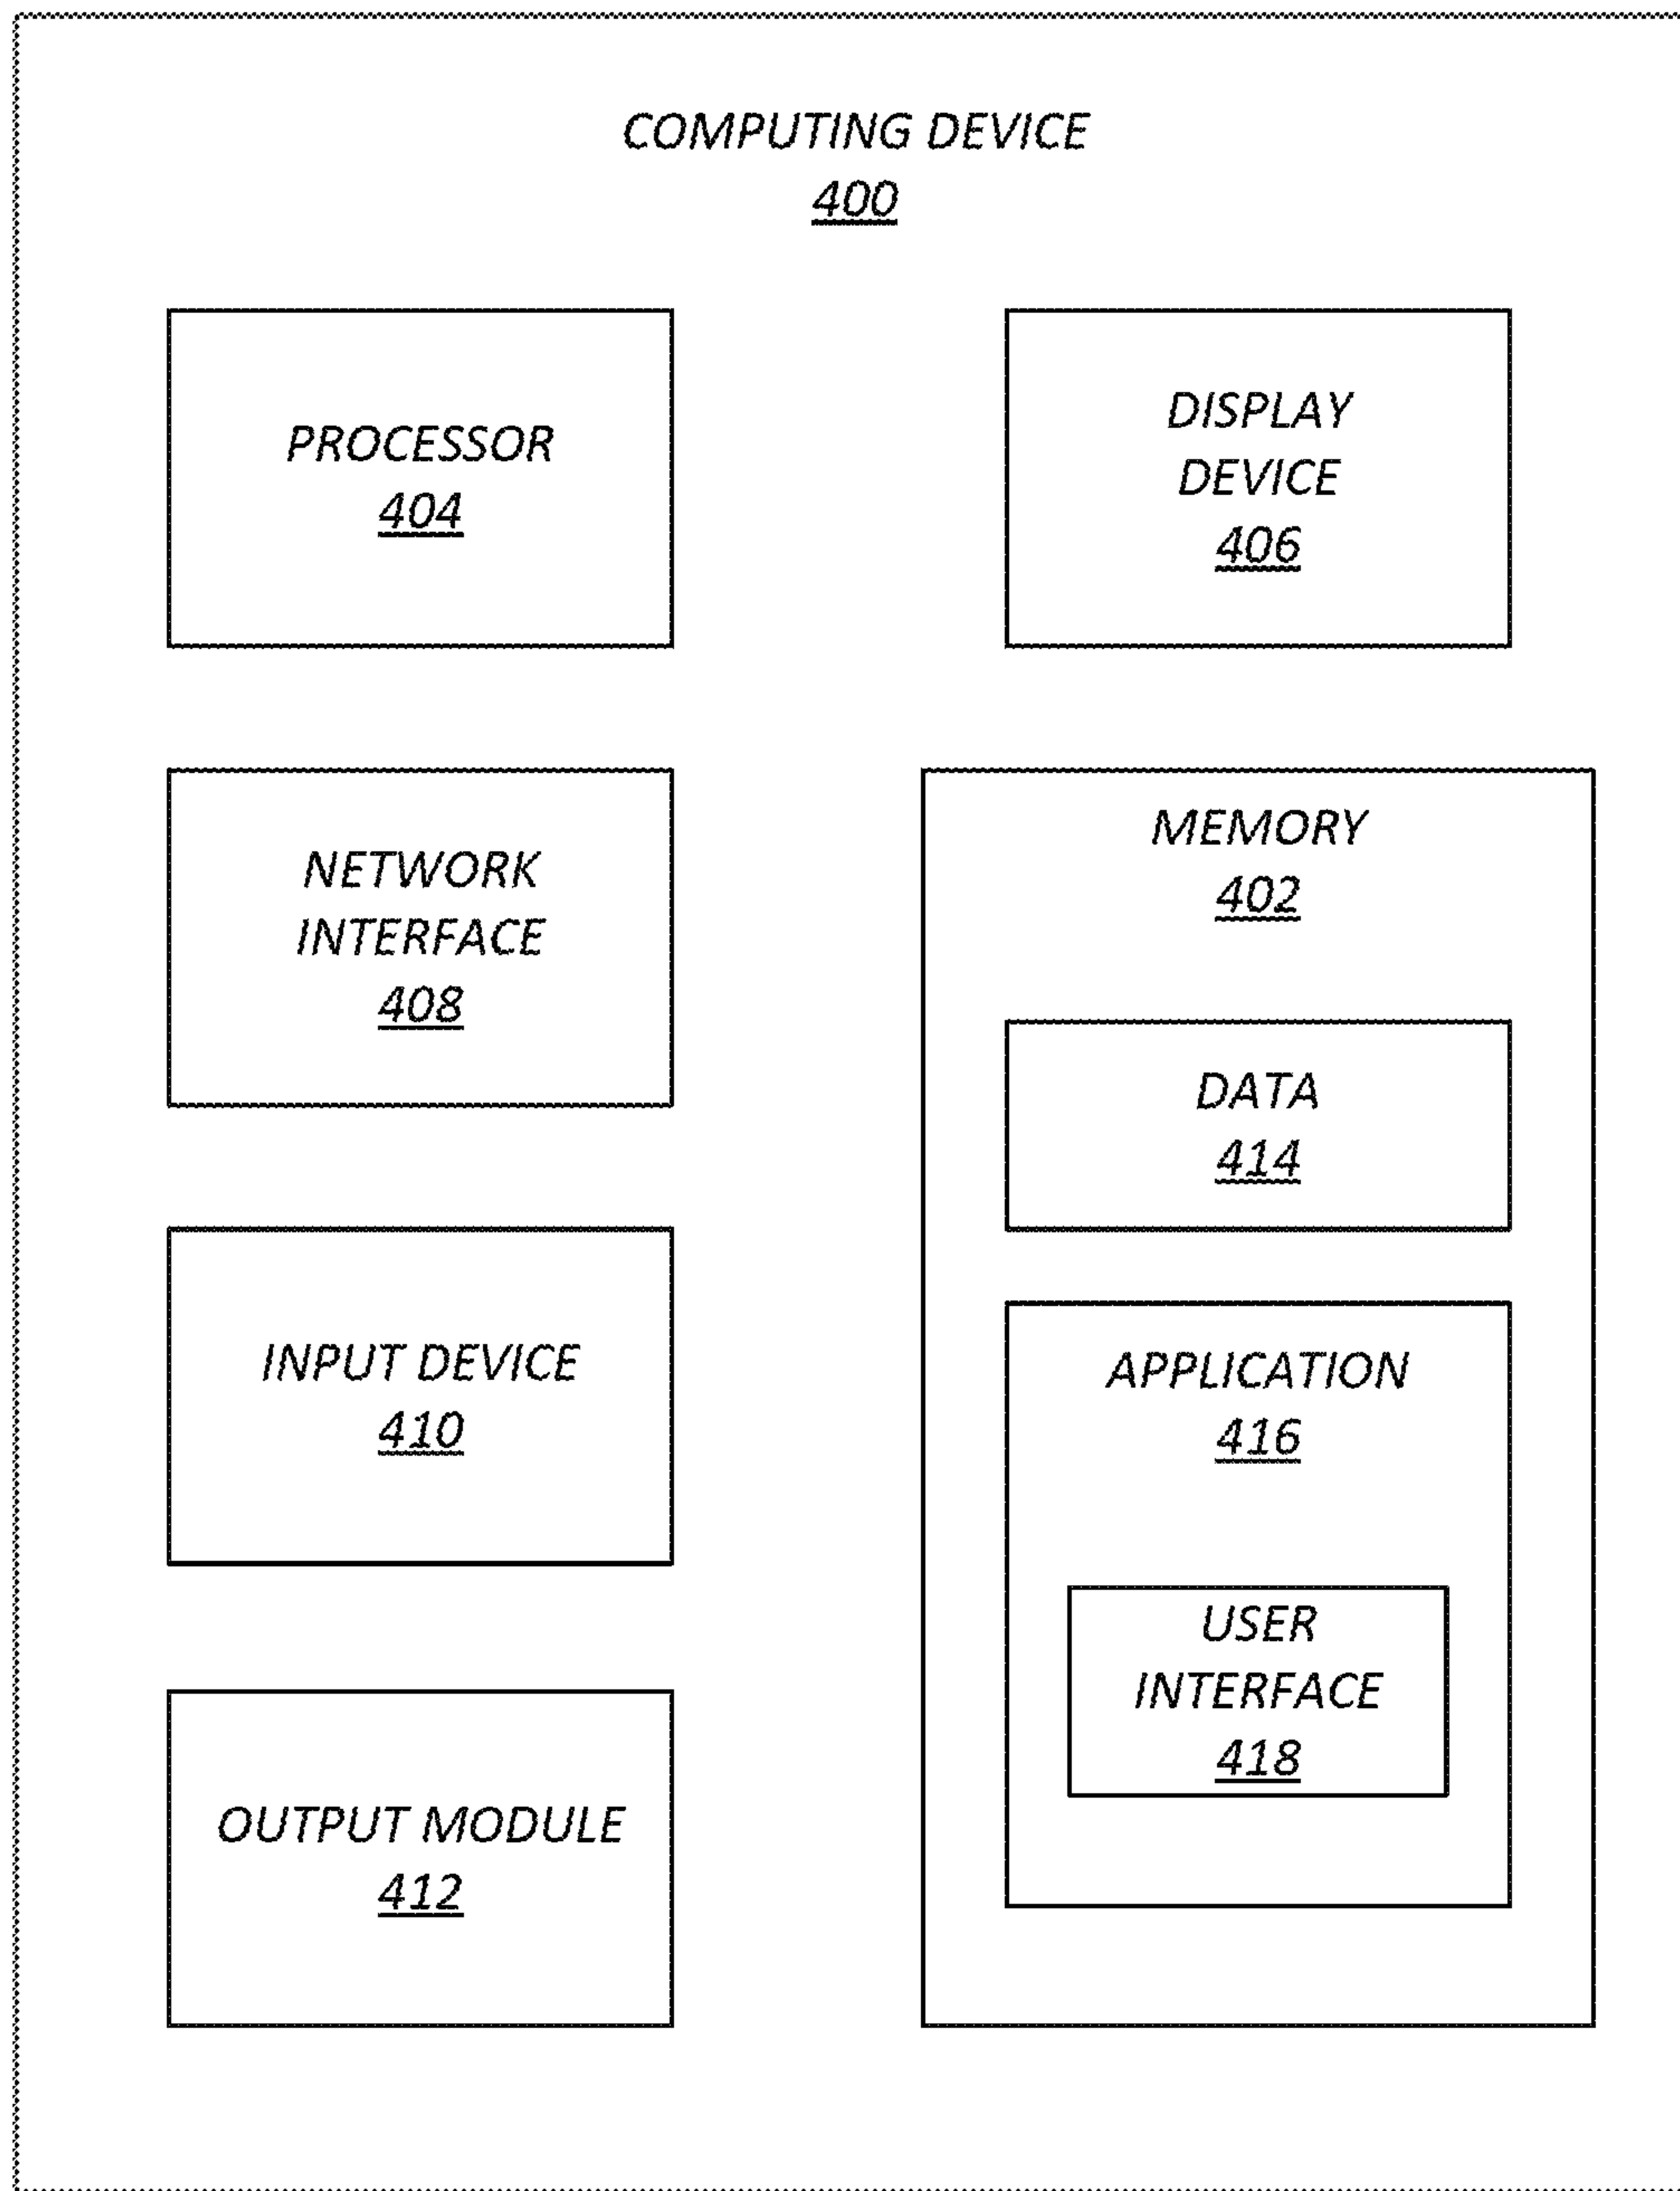 COMPUTING DEVICE
400
PROCESSOR
404
DISPLAY
DEVICE
406
NETWORK
INTERFACE
408
MEMORY
402
DATA
414
INPUT DEVICE
410
APPLICATION
416
USER
INTERFACE
418
OUTPUT MODULE
412